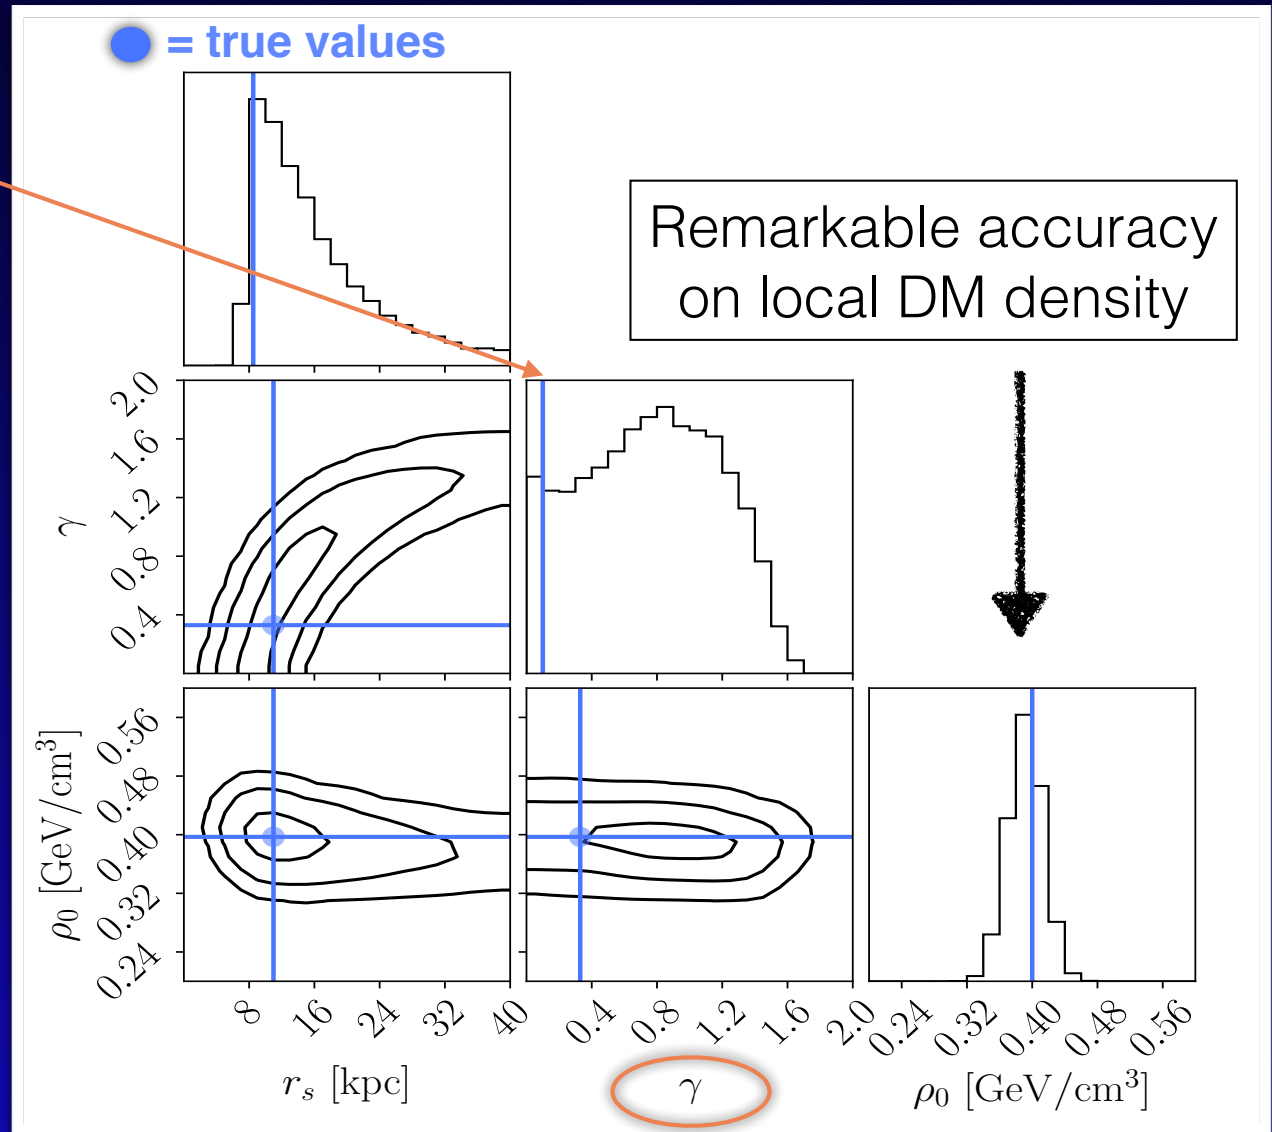 = true values
Remarkable accuracy
on local DM density
2.0
1.6
1.2
0.8
0.4
γ
0.56
0.48
0.40
0.32
0.24
ρ₀ [GeV/cm³]
8 16 24 32 40
0.4 0.8 1.2 1.6 2.0
0.24 0.32 0.40 0.48 0.56
rₛ [kpc]
γ
ρ₀ [GeV/cm³]